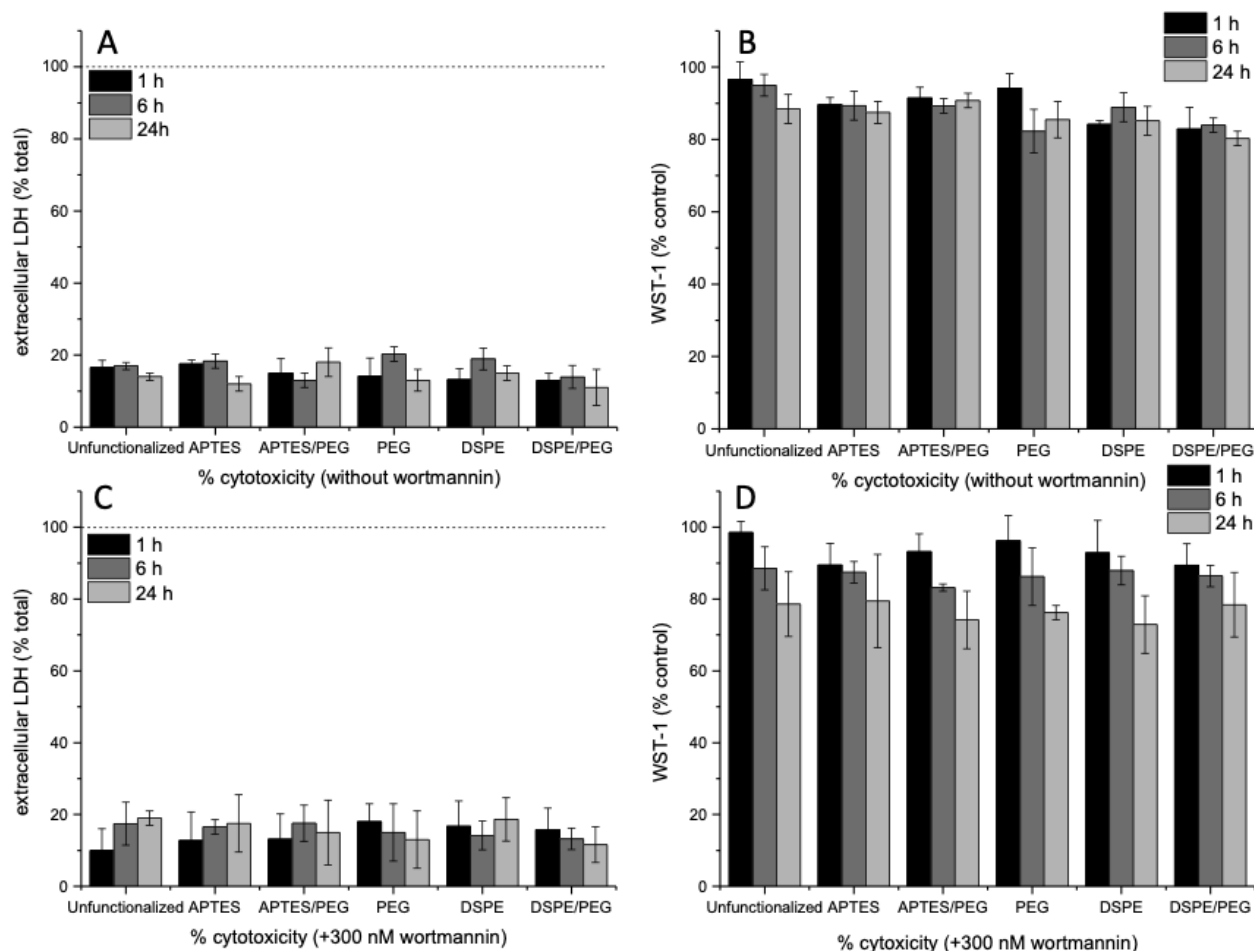 A
1 h
6 h
24h
extracellular LDH (% total)
100
80
60
40
20
0
Unfunctionalized APTES APTES/PEG PEG DSPE DSPE/PEG
% cytotoxicity (without wortmannin)
B
1 h
6 h
24 h
WST-1 (% control)
100
80
60
40
20
0
Unfunctionalized APTES APTES/PEG PEG DSPE DSPE/PEG
% cyctotoxicity (without wortmannin)
C
1 h
6 h
24 h
extracellular LDH (% total)
100
80
60
40
20
0
Unfunctionalized APTES APTES/PEG PEG DSPE DSPE/PEG
% cytotoxicity (+300 nM wortmannin)
D
1 h
6 h
24 h
WST-1 (% control)
100
80
60
40
20
0
Unfunctionalized APTES APTES/PEG PEG DSPE DSPE/PEG
% cytotoxicity (+300 nM wortmannin)